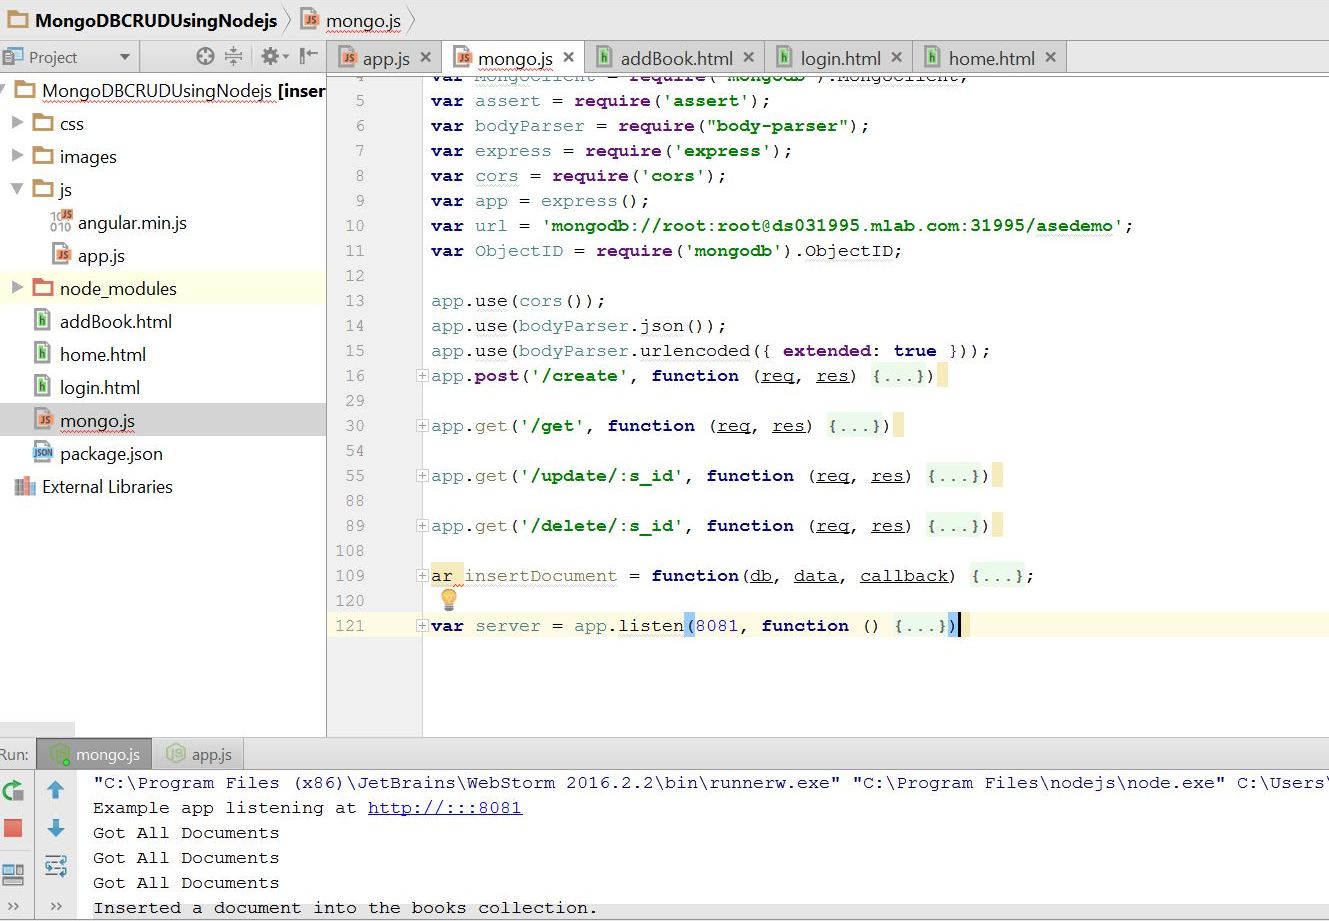 MongoDBCRUDUsingNodejs mongo.js
Project
app.js mongo.js addBook.html login.html home.html
MongoDBCRUDUsingNodejs [inser
css
images
js
angular.min.js
app.js
node_modules
addBook.html
home.html
login.html
mongo.js
package.json
External Libraries
4 var MongoClient = require('mongodb').MongoClient;
5 var assert = require('assert');
6 var bodyParser = require("body-parser");
7 var express = require('express');
8 var cors = require('cors');
9 var app = express();
10 var url = 'mongodb://root:root@ds031995.mlab.com:31995/asedemo';
11 var ObjectID = require('mongodb').ObjectID;
12
13 app.use(cors());
14 app.use(bodyParser.json());
15 app.use(bodyParser.urlencoded({ extended: true }));
16 app.post('/create', function (req, res) {...})
29
30 app.get('/get', function (req, res) {...})
54
55 app.get('/update/:s_id', function (req, res) {...})
88
89 app.get('/delete/:s_id', function (req, res) {...})
108
109 ar insertDocument = function(db, data, callback) {...};
120
121 var server = app.listen(8081, function () {...})
Run: mongo.js app.js
"C:\Program Files (x86)\JetBrains\WebStorm 2016.2.2\bin\runnerw.exe" "C:\Program Files\nodejs\node.exe" C:\Users\
Example app listening at http://:::8081
Got All Documents
Got All Documents
Got All Documents
Inserted a document into the books collection.